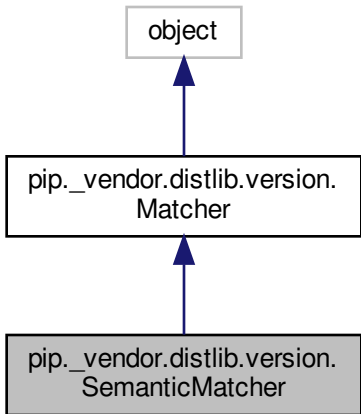 object
pip._vendor.distlib.version.
Matcher
pip._vendor.distlib.version.
SemanticMatcher